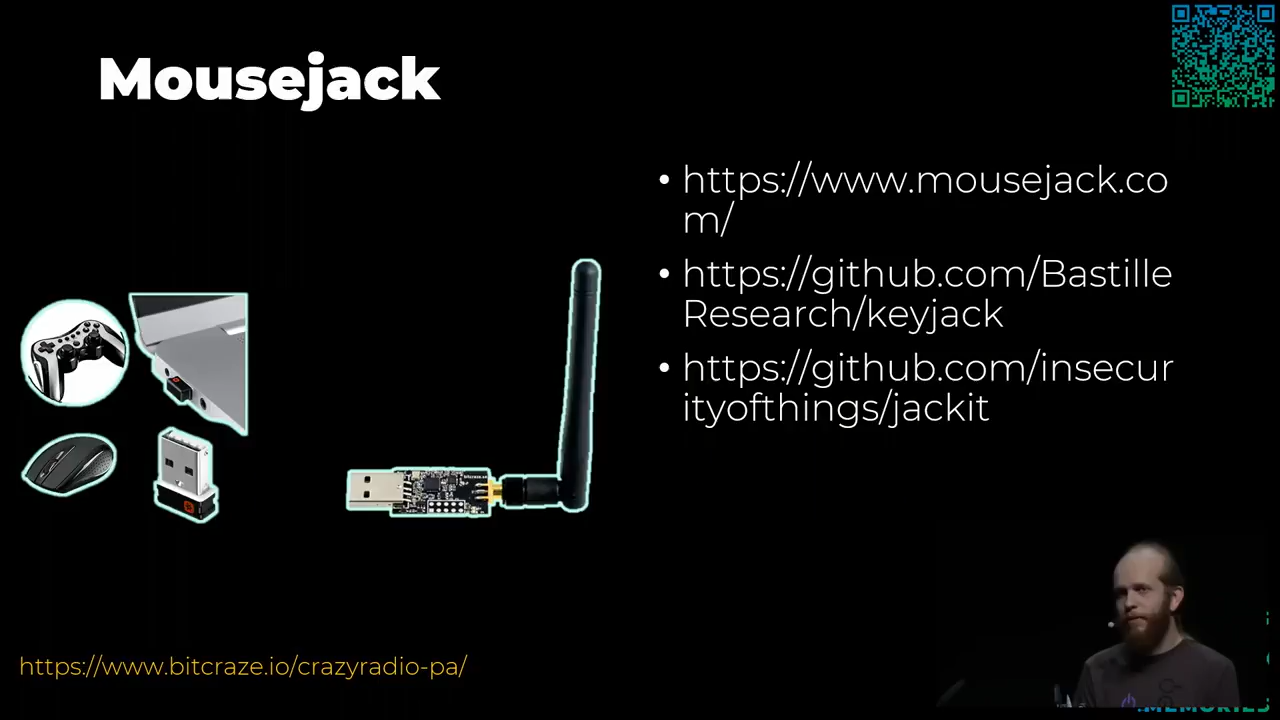 Mousejack
• https://www.mousejack.co
m/
• https://github.com/Bastille
Research/keyjack
• https://github.com/insecur
ityofthings/jackit
https://www.bitcraze.io/crazyradio-pa/